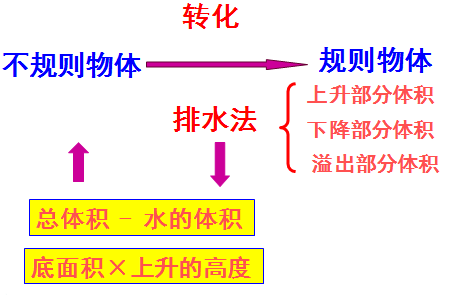 转化
不规则物体
规则物体
排水法
上升部分体积
下降部分体积
溢出部分体积
总体积 - 水的体积
底面积×上升的高度